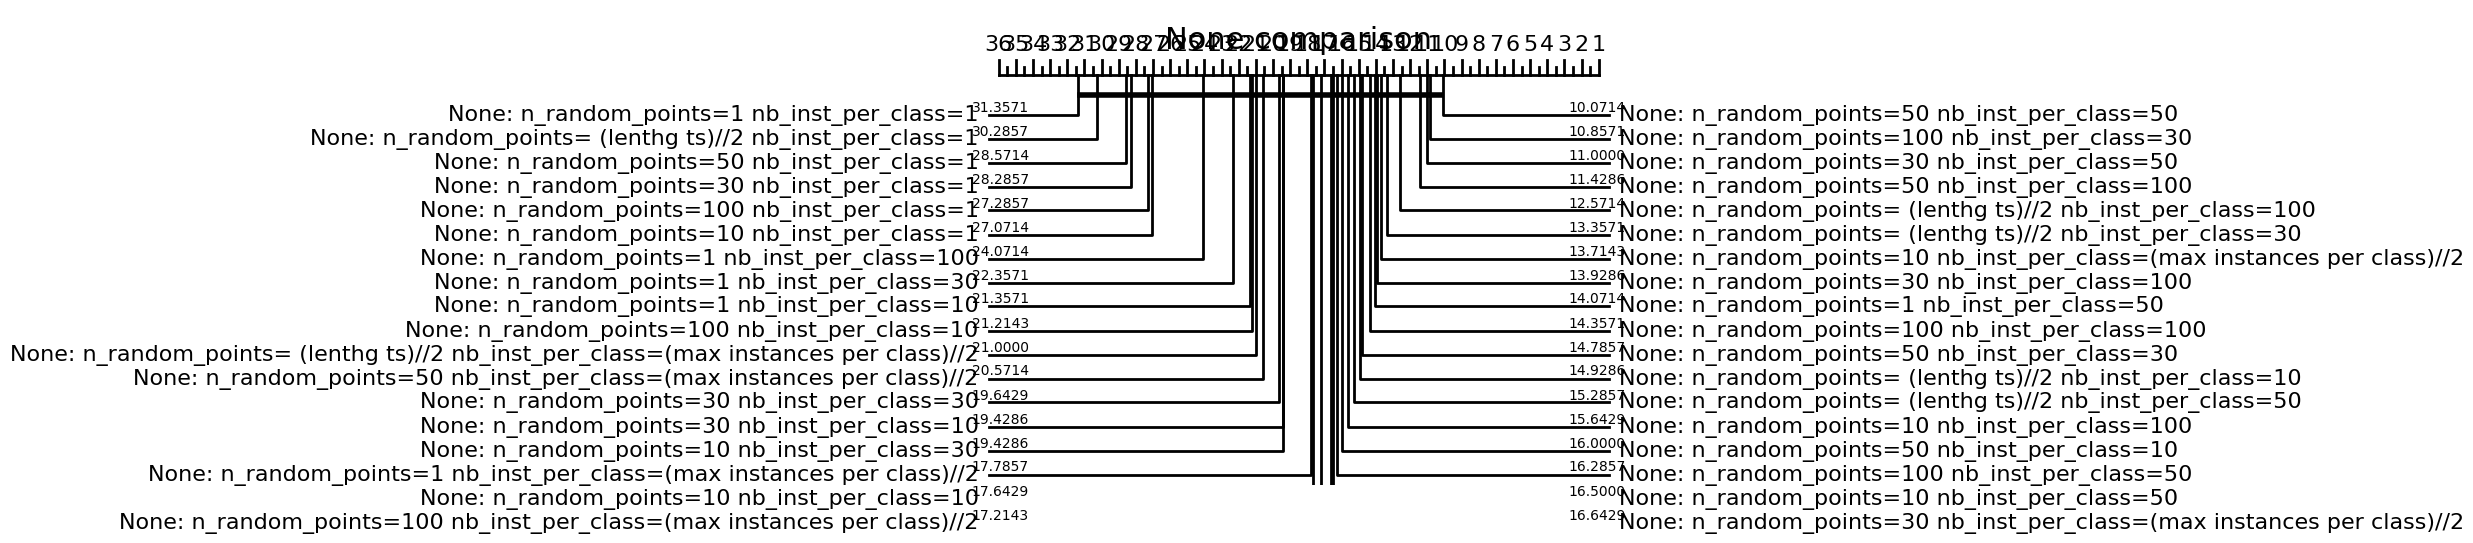 None comparison
36 35 34 33 32 31 30 29 28 27 26 25 24 23 22 21 20 19 18 17 16 15 14 13 12 11 10 9 8 7 6 5 4 3 2 1
None: n_random_points=1 nb_inst_per_class=1 31.3571 10.0714 None: n_random_points=50 nb_inst_per_class=50
None: n_random_points= (lenthg ts)//2 nb_inst_per_class=1 30.2857 10.8571 None: n_random_points=100 nb_inst_per_class=30
None: n_random_points=50 nb_inst_per_class=1 28.5714 11.0000 None: n_random_points=30 nb_inst_per_class=50
None: n_random_points=30 nb_inst_per_class=1 28.2857 11.4286 None: n_random_points=50 nb_inst_per_class=100
None: n_random_points=100 nb_inst_per_class=1 27.2857 12.5714 None: n_random_points= (lenthg ts)//2 nb_inst_per_class=100
None: n_random_points=10 nb_inst_per_class=1 27.0714 13.3571 None: n_random_points= (lenthg ts)//2 nb_inst_per_class=30
None: n_random_points=1 nb_inst_per_class=100 24.0714 13.7143 None: n_random_points=10 nb_inst_per_class=(max instances per class)//2
None: n_random_points=1 nb_inst_per_class=30 22.3571 13.9286 None: n_random_points=30 nb_inst_per_class=100
None: n_random_points=1 nb_inst_per_class=10 21.3571 14.0714 None: n_random_points=1 nb_inst_per_class=50
None: n_random_points=100 nb_inst_per_class=10 21.2143 14.3571 None: n_random_points=100 nb_inst_per_class=100
None: n_random_points= (lenthg ts)//2 nb_inst_per_class=(max instances per class)//2 21.0000 14.7857 None: n_random_points=50 nb_inst_per_class=30
None: n_random_points=50 nb_inst_per_class=(max instances per class)//2 20.5714 14.9286 None: n_random_points= (lenthg ts)//2 nb_inst_per_class=10
None: n_random_points=30 nb_inst_per_class=30 19.6429 15.2857 None: n_random_points= (lenthg ts)//2 nb_inst_per_class=50
None: n_random_points=30 nb_inst_per_class=10 19.4286 15.6429 None: n_random_points=10 nb_inst_per_class=100
None: n_random_points=10 nb_inst_per_class=30 19.4286 16.0000 None: n_random_points=50 nb_inst_per_class=10
None: n_random_points=1 nb_inst_per_class=(max instances per class)//2 17.7857 16.2857 None: n_random_points=100 nb_inst_per_class=50
None: n_random_points=10 nb_inst_per_class=10 17.6429 16.5000 None: n_random_points=10 nb_inst_per_class=50
None: n_random_points=100 nb_inst_per_class=(max instances per class)//2 17.2143 16.6429 None: n_random_points=30 nb_inst_per_class=(max instances per class)//2